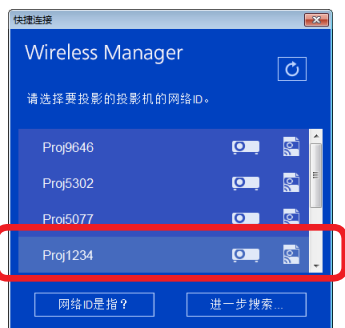 快捷连接
Wireless Manager
请选择要投影的投影机的网络ID。
Proj9646
Proj5302
Proj5077
Proj1234
网络ID是指？
进一步搜索...